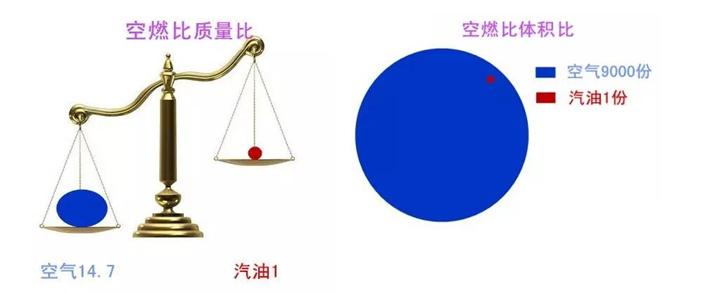 空燃比质量比
空燃比体积比
空气9000份
汽油1份
空气14.7
汽油1